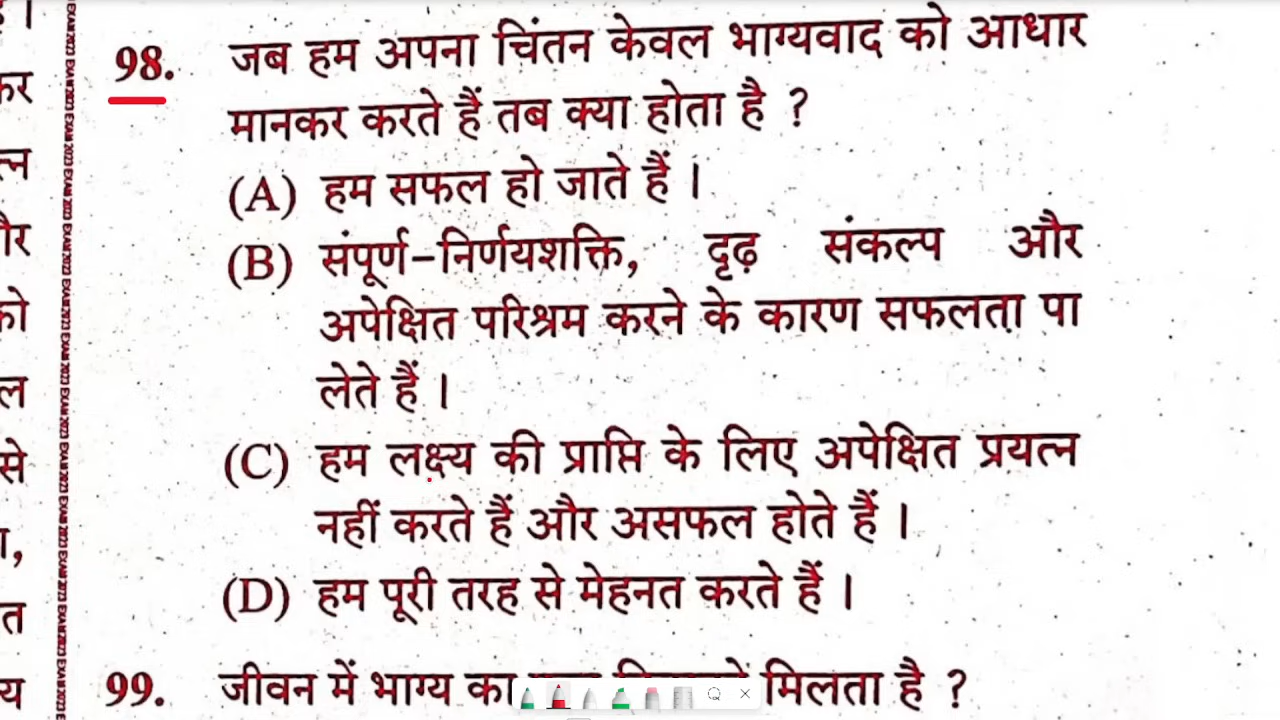 98. जब हम अपना चिंतन केवल भाग्यवाद को आधार
मानकर करते हैं तब क्या होता है ?
(A) हम सफल हो जाते हैं ।
(B) संपूर्ण-निर्णयशक्ति, दृढ़ संकल्प और
अपेक्षित परिश्रम करने के कारण सफलता पा
लेते हैं ।
(C) हम लक्ष्य की प्राप्ति के लिए अपेक्षित प्रयत्न
नहीं करते हैं और असफल होते हैं ।
(D) हम पूरी तरह से मेहनत करते हैं ।
99. जीवन में भाग्य का मिलता है ?